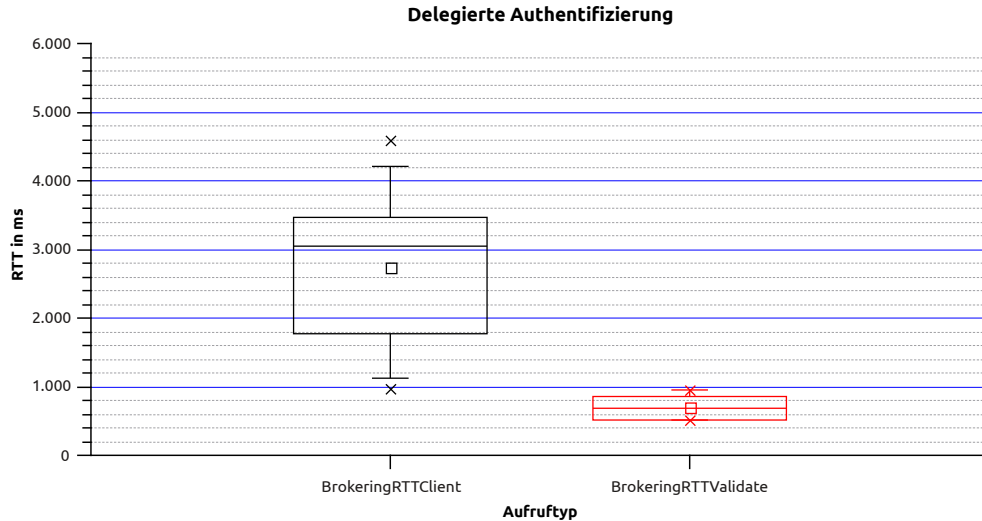 Delegierte Authentifizierung
6.000
5.000
4.000
3.000
2.000
1.000
0
RTT in ms
BrokeringRTTClient
BrokeringRTTValidate
Aufruftyp